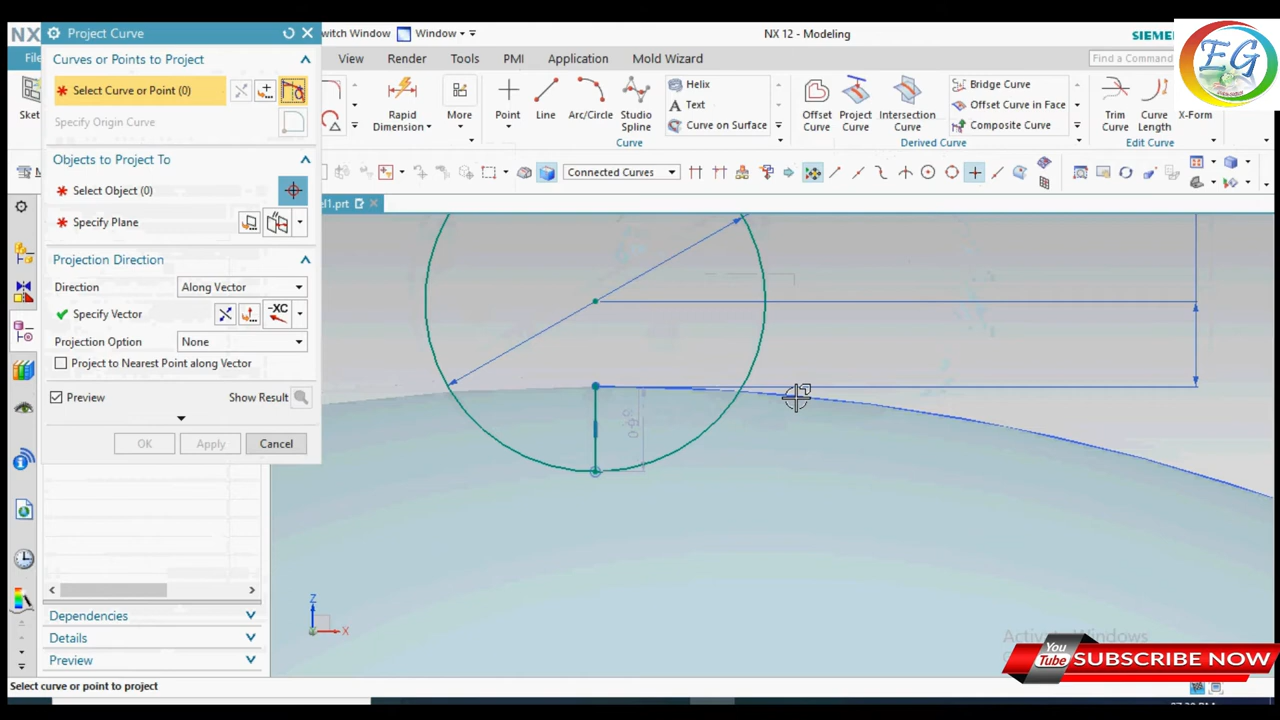 NX
Project Curve
Switch Window
Window
NX 12 - Modeling
SIEMENS
EG
File
View
Render
Tools
PMI
Application
Mold Wizard
Find a Command
Curves or Points to Project
Select Curve or Point (0)
Specify Origin Curve
Objects to Project To
Select Object (0)
Specify Plane
Projection Direction
Direction
Along Vector
Specify Vector
-XC
Projection Option
None
Project to Nearest Point along Vector
Preview
Show Result
OK
Apply
Cancel
Rapid Dimension
More
Point
Line
Arc/Circle
Studio Spline
Helix
Text
Curve on Surface
Curve
Offset Curve
Project Curve
Intersection Curve
Bridge Curve
Offset Curve in Face
Composite Curve
Derived Curve
Trim Curve
Curve Length
X-Form
Edit Curve
Connected Curves
el1.prt
Dependencies
Details
Preview
Z
X
Activate Windows
You Tube SUBSCRIBE NOW
Select curve or point to project